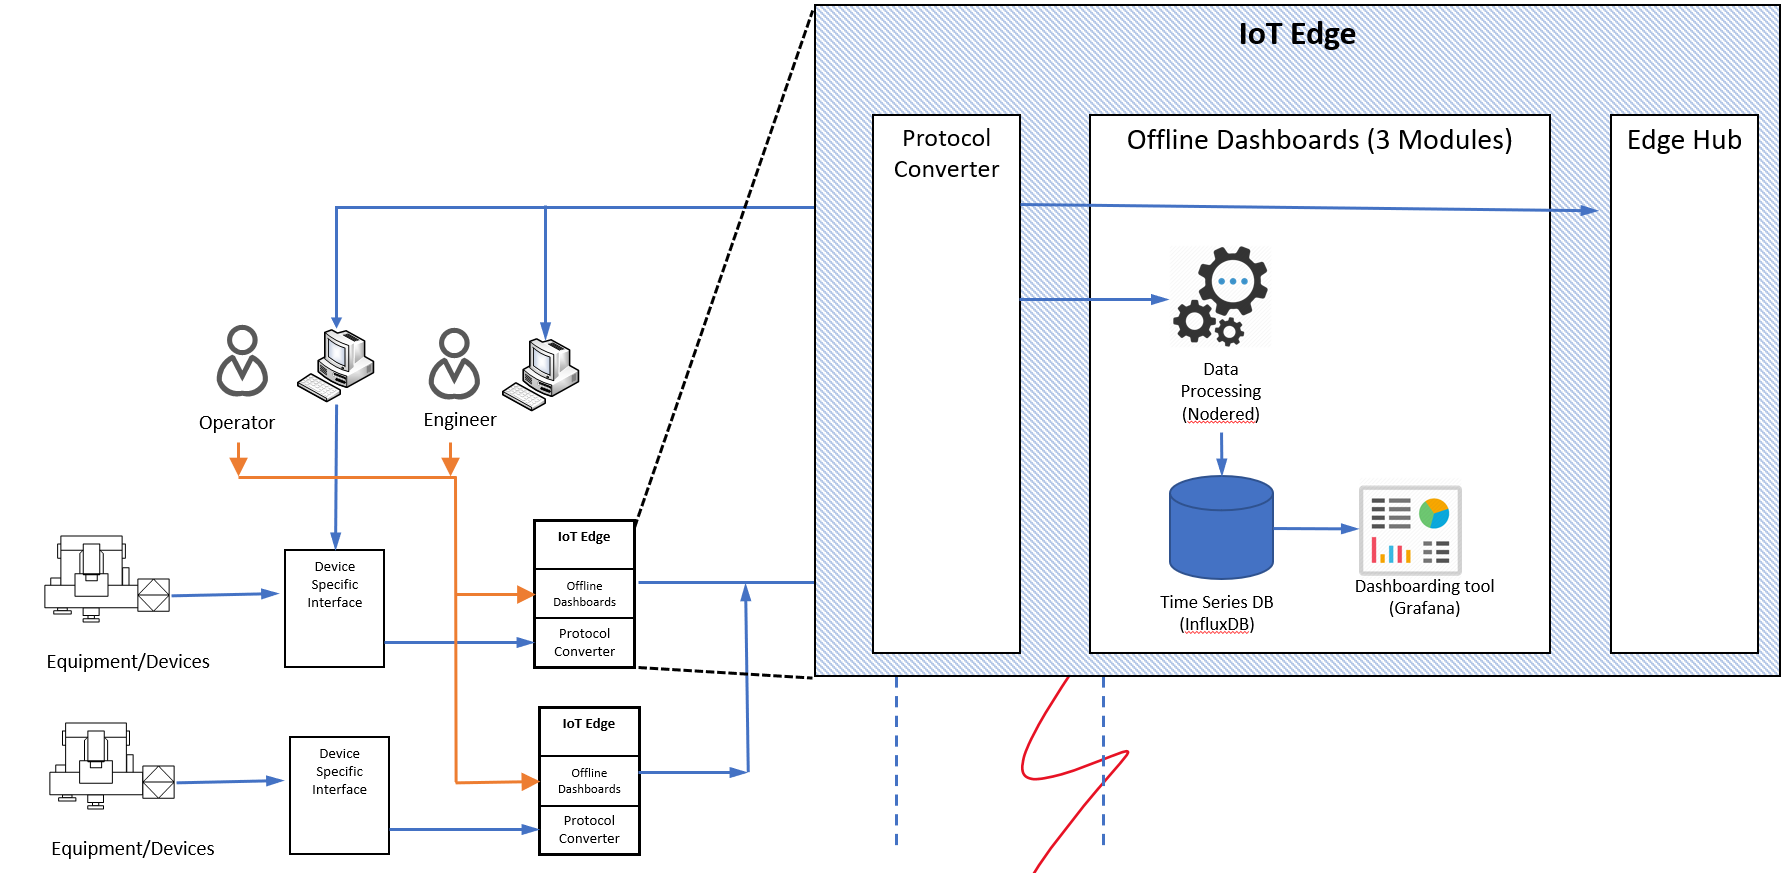 IoT Edge
Protocol
Converter
Offline Dashboards (3 Modules)
Edge Hub
Data
Processing
(Nodered)
Time Series DB
(InfluxDB)
Dashboarding tool
(Grafana)
Operator
Engineer
Equipment/Devices
Device
Specific
Interface
IoT Edge
Offline
Dashboards
Protocol
Converter
Equipment/Devices
Device
Specific
Interface
IoT Edge
Offline
Dashboards
Protocol
Converter